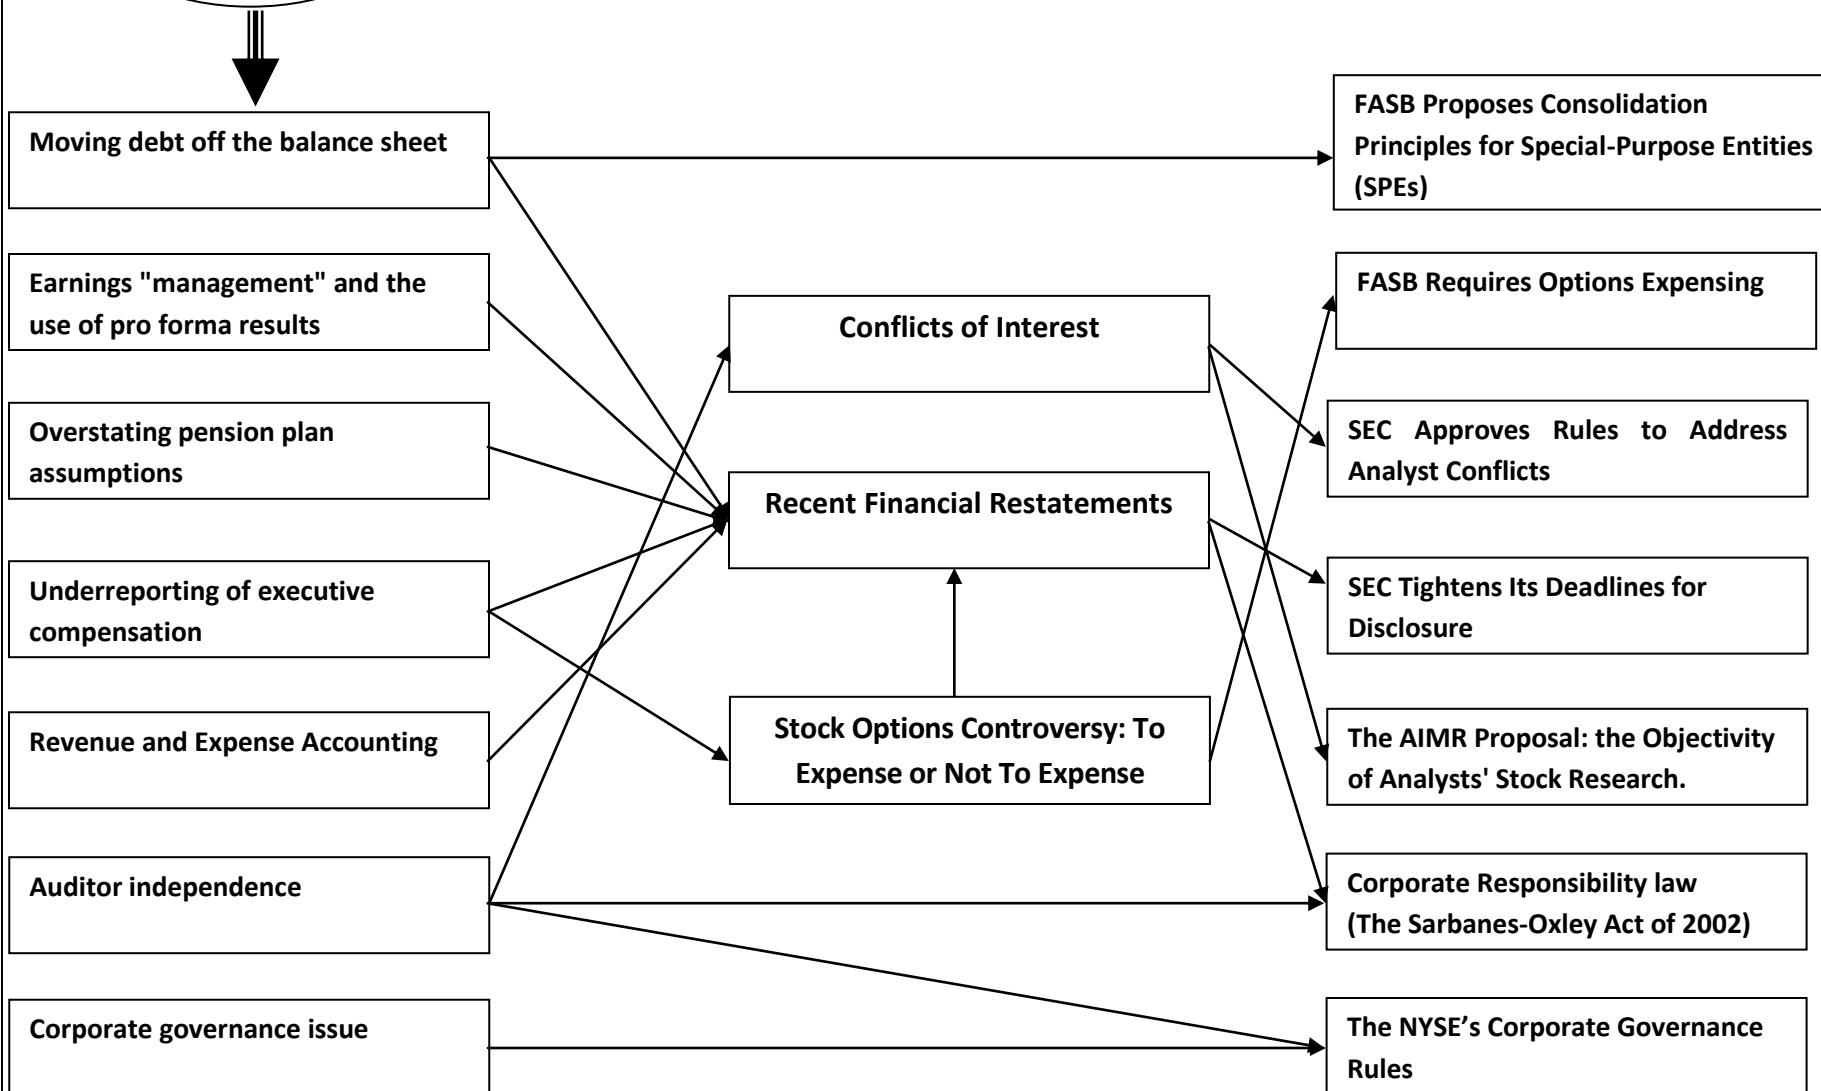 Moving debt off the balance sheet
Earnings "management" and the
use of pro forma results
Overstating pension plan
assumptions
Underreporting of executive
compensation
Revenue and Expense Accounting
Auditor independence
Corporate governance issue
Conflicts of Interest
Recent Financial Restatements
Stock Options Controversy: To
Expense or Not To Expense
FASB Proposes Consolidation
Principles for Special-Purpose Entities
(SPEs)
FASB Requires Options Expensing
SEC Approves Rules to Address
Analyst Conflicts
SEC Tightens Its Deadlines for
Disclosure
The AIMR Proposal: the Objectivity
of Analysts' Stock Research.
Corporate Responsibility law
(The Sarbanes-Oxley Act of 2002)
The NYSE’s Corporate Governance
Rules